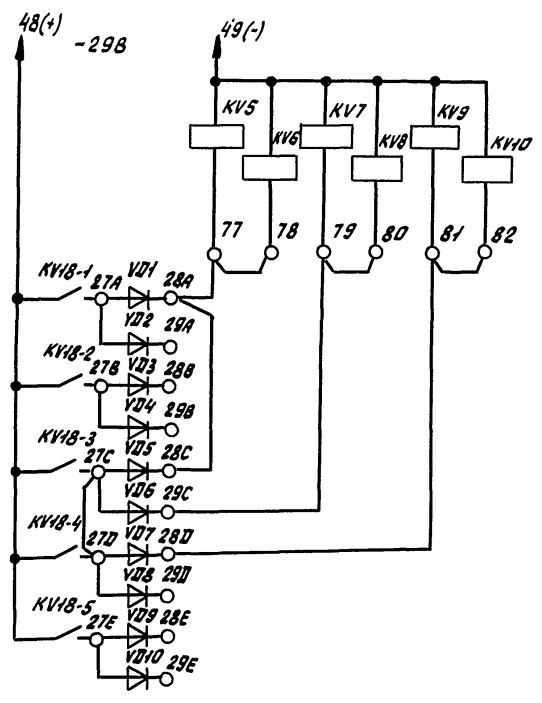 48(+)
-29В
49(-)
KV5
KV6
KV7
KV8
KV9
KV10
77
78
79
80
81
82
KV18-1
27A
VD1
28A
VD2
29A
KV18-2
27B
VD3
28B
VD4
29B
KV18-3
27C
VD5
28C
VD6
29C
KV18-4
27D
VD7
28D
VD8
29D
KV18-5
27E
VD9
28E
VD10
29E